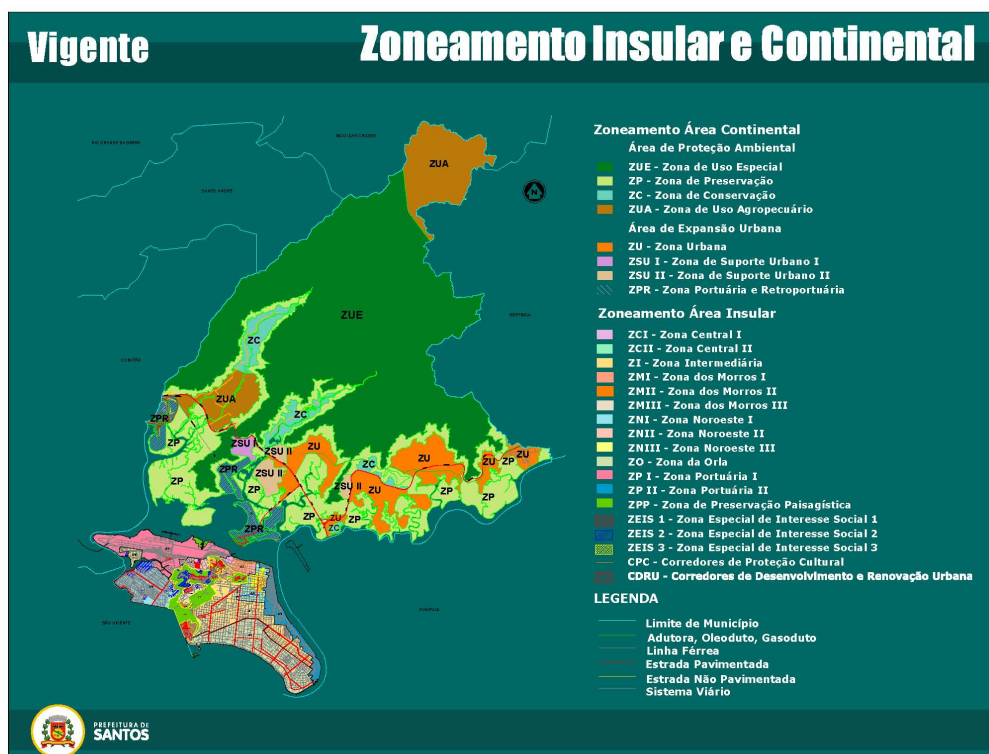 Vigente
Zoneamento Insular e Continental
Zoneamento Área Continental
Área de Proteção Ambiental
ZUE - Zona de Uso Especial
ZP - Zona de Preservação
ZC - Zona de Conservação
ZUA - Zona de Uso Agropecuário
Área de Expansão Urbana
ZU - Zona Urbana
ZSU I - Zona de Suporte Urbano I
ZSU II - Zona de Suporte Urbano II
ZPR - Zona Portuária e Retroportuária
Zoneamento Área Insular
ZCI - Zona Central I
ZCII - Zona Central II
ZI - Zona Intermediária
ZMI - Zona dos Morros I
ZMII - Zona dos Morros II
ZMIII - Zona dos Morros III
ZNI - Zona Noroeste I
ZNII - Zona Noroeste II
ZNIII - Zona Noroeste III
ZO - Zona da Orla
ZP I - Zona Portuária I
ZP II - Zona Portuária II
ZPP - Zona de Preservação Paisagística
ZEIS 1 - Zona Especial de Interesse Social 1
ZEIS 2 - Zona Especial de Interesse Social 2
ZEIS 3 - Zona Especial de Interesse Social 3
CPC - Corredores de Proteção Cultural
CDRU - Corredores de Desenvolvimento e Renovação Urbana
LEGENDA
Limite de Município
Adutora, Oleoduto, Gasoduto
Linha Férrea
Estrada Pavimentada
Estrada Não Pavimentada
Sistema Viário
ZUA
N
SANTO ANDRÉ
ZUE
BERTIOGA
ZC
CUBATÃO
ZUA
ZPR
ZC
ZP
ZSU I
ZSU II
ZU
ZU
ZU
ZU
ZP
ZPR
ZSU II
ZC
ZP
ZP
ZSU II
ZU
ZP
ZP
ZP
ZU
ZP
ZPR
ZC
GUARUJÁ
SÃO VICENTE
PREFEITURA DE
SANTOS